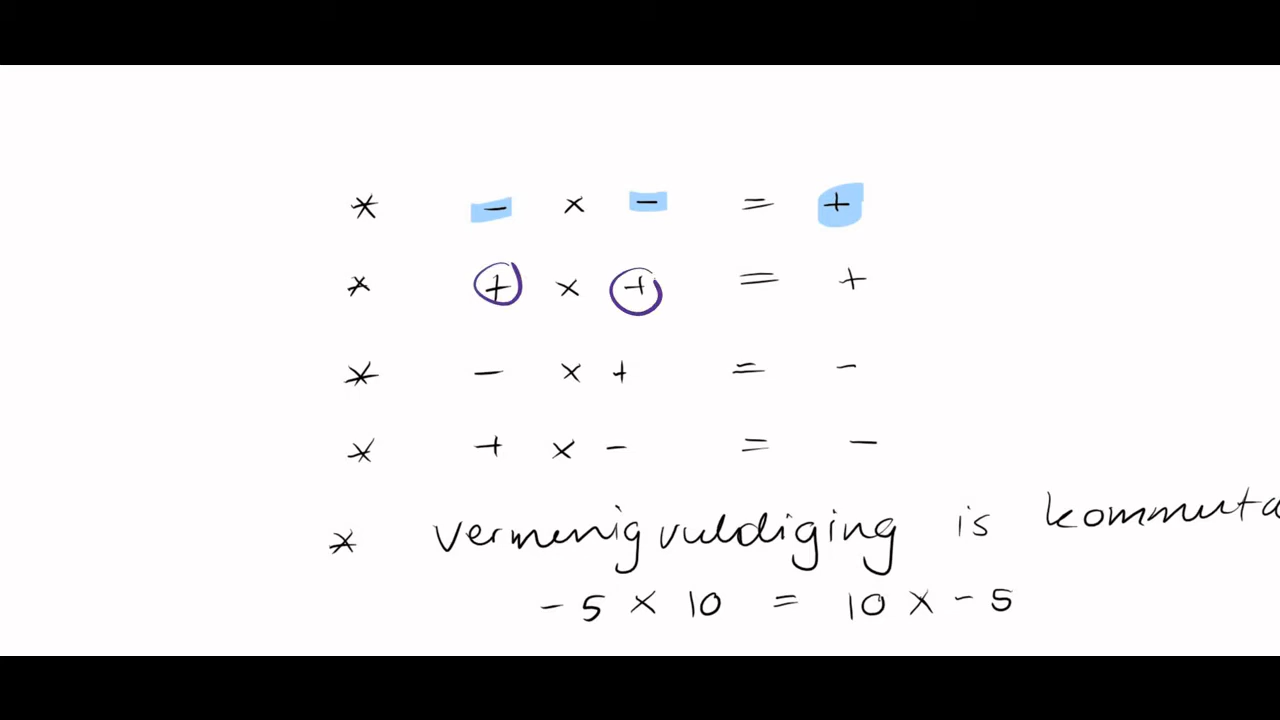 * - × - = +
* + × + = +
* - × + = -
* + × - = -
* vermenigvuldiging is kommuta
-5 × 10 = 10 × -5